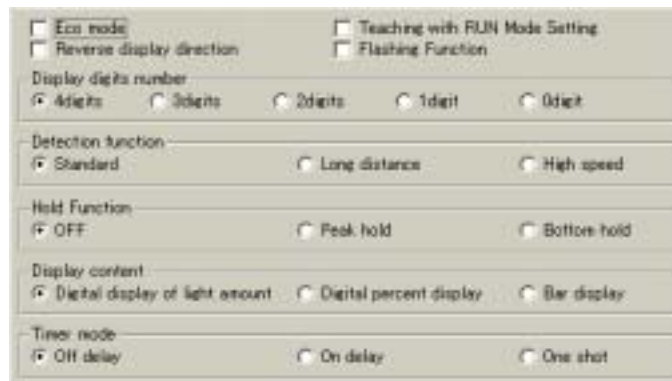 Eco mode Teaching with RUN Mode Setting
Reverse display direction Flashing Function
Display digits number
4digits 3digits 2digits 1digit 0digit
Detection function
Standard Long distance High speed
Hold Function
OFF Peak hold Bottom hold
Display content
Digital display of light amount Digital percent display Bar display
Timer mode
Off delay On delay One shot